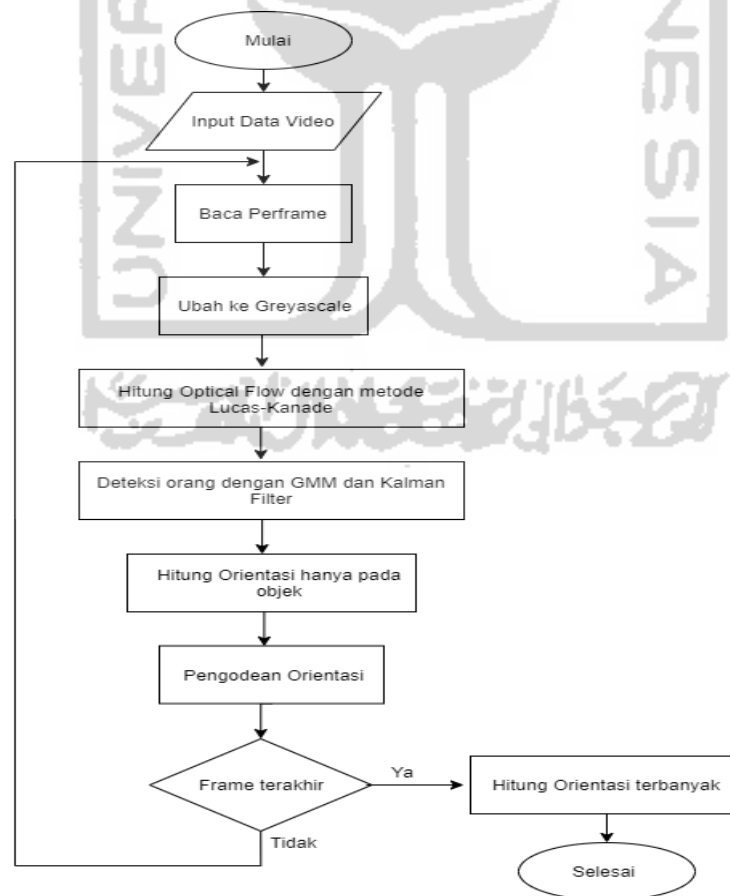 Mulai
Input Data Video
Baca Perframe
Ubah ke Greyascale
Hitung Optical Flow dengan metode
Lucas-Kanade
Deteksi orang dengan GMM dan Kalman
Filter
Hitung Orientasi hanya pada
objek
Pengodean Orientasi
Frame terakhir
Ya
Hitung Orientasi terbanyak
Tidak
Selesai